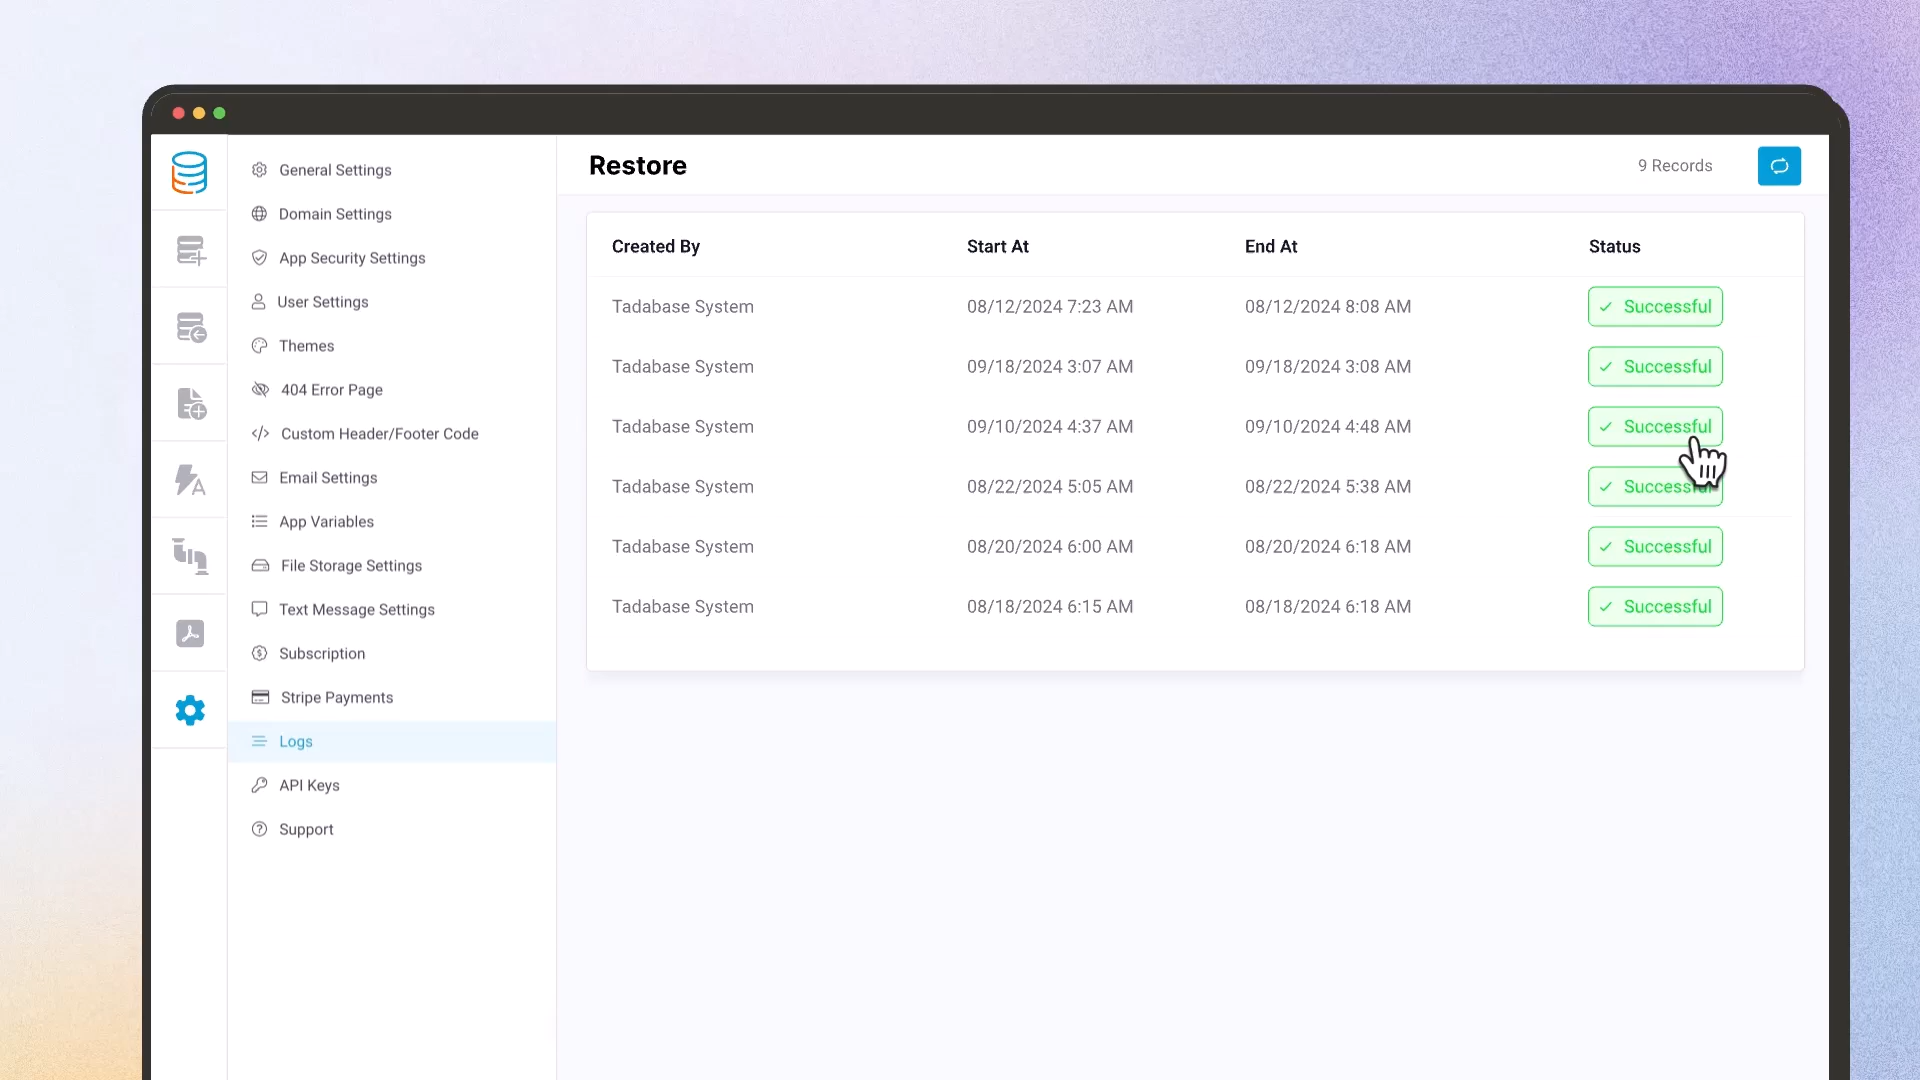 General Settings
Domain Settings
App Security Settings
User Settings
Themes
404 Error Page
Custom Header/Footer Code
Email Settings
App Variables
File Storage Settings
Text Message Settings
Subscription
Stripe Payments
Logs
API Keys
Support
Restore
9 Records
Created By Start At End At Status
Tadabase System 08/12/2024 7:23 AM 08/12/2024 8:08 AM Successful
Tadabase System 09/18/2024 3:07 AM 09/18/2024 3:08 AM Successful
Tadabase System 09/10/2024 4:37 AM 09/10/2024 4:48 AM Successful
Tadabase System 08/22/2024 5:05 AM 08/22/2024 5:38 AM Successful
Tadabase System 08/20/2024 6:00 AM 08/20/2024 6:18 AM Successful
Tadabase System 08/18/2024 6:15 AM 08/18/2024 6:18 AM Successful